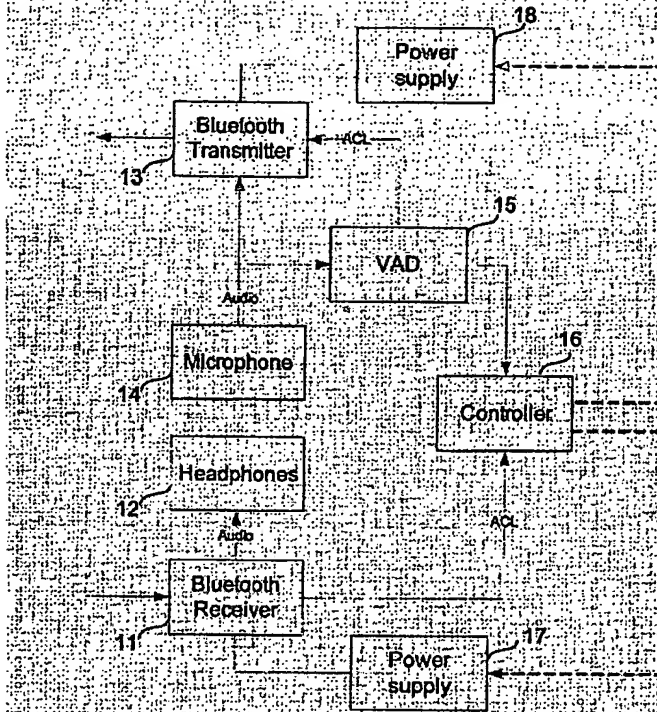 18
Power
supply
Bluetooth
Transmitter
ACL
13
15
VAD
Audio
16
Microphone
14
Controller
Headphones
12
ACL
Audio
Bluetooth
Receiver
11
17
Power
supply